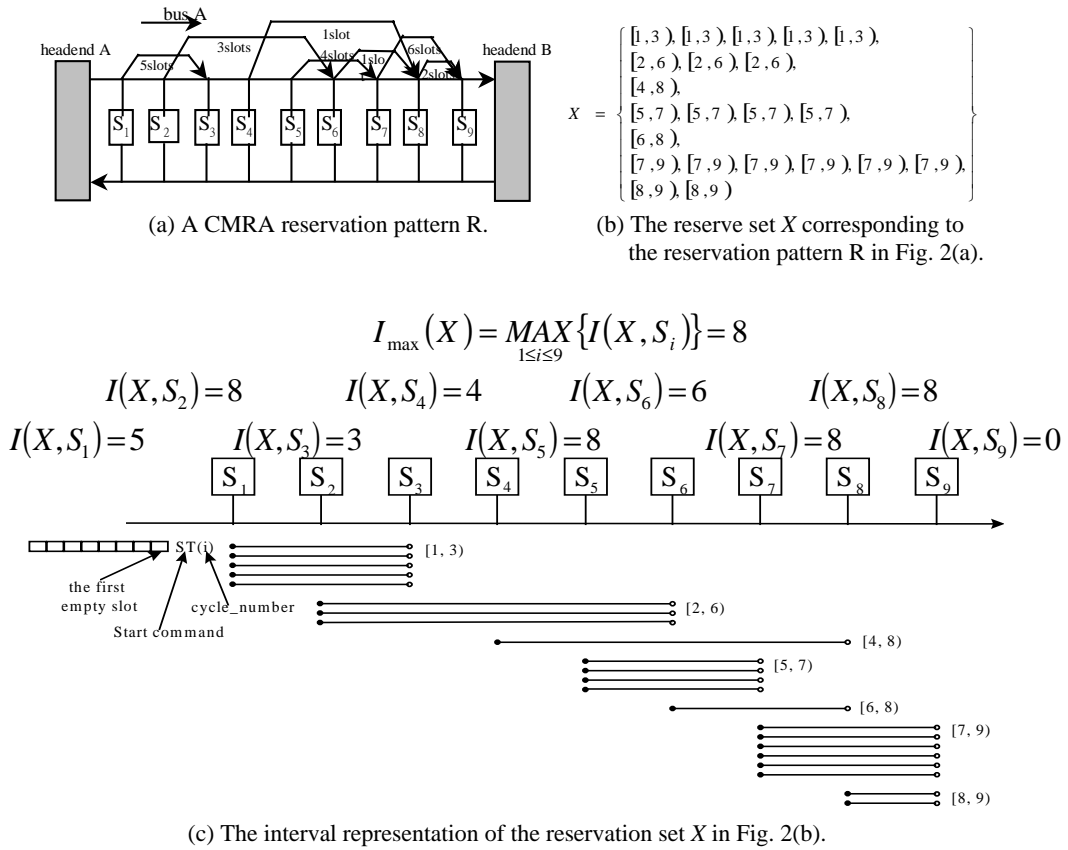 bus A
headend A
headend B
1slot
3slots
6slots
4slots
1slo
t
5slots
2slots
S1 S2 S3 S4 S5 S6 S7 S8 S9
(a) A CMRA reservation pattern R.
X = { [1,3), [1,3), [1,3), [1,3), [1,3),
[2,6), [2,6), [2,6),
[4,8),
[5,7), [5,7), [5,7), [5,7),
[6,8),
[7,9), [7,9), [7,9), [7,9), [7,9), [7,9),
[8,9), [8,9) }
(b) The reserve set X corresponding to
the reservation pattern R in Fig. 2(a).
I_max(X) = MAX_{1≤i≤9}{I(X, S_i)} = 8
I(X,S2)=8 I(X,S4)=4 I(X,S6)=6 I(X,S8)=8
I(X,S1)=5 I(X,S3)=3 I(X,S5)=8 I(X,S7)=8 I(X,S9)=0
S1 S2 S3 S4 S5 S6 S7 S8 S9
ST(i)
[1, 3)
the first
empty slot
cycle_number
Start command
[2, 6)
[4, 8)
[5, 7)
[6, 8)
[7, 9)
[8, 9)
(c) The interval representation of the reservation set X in Fig. 2(b).